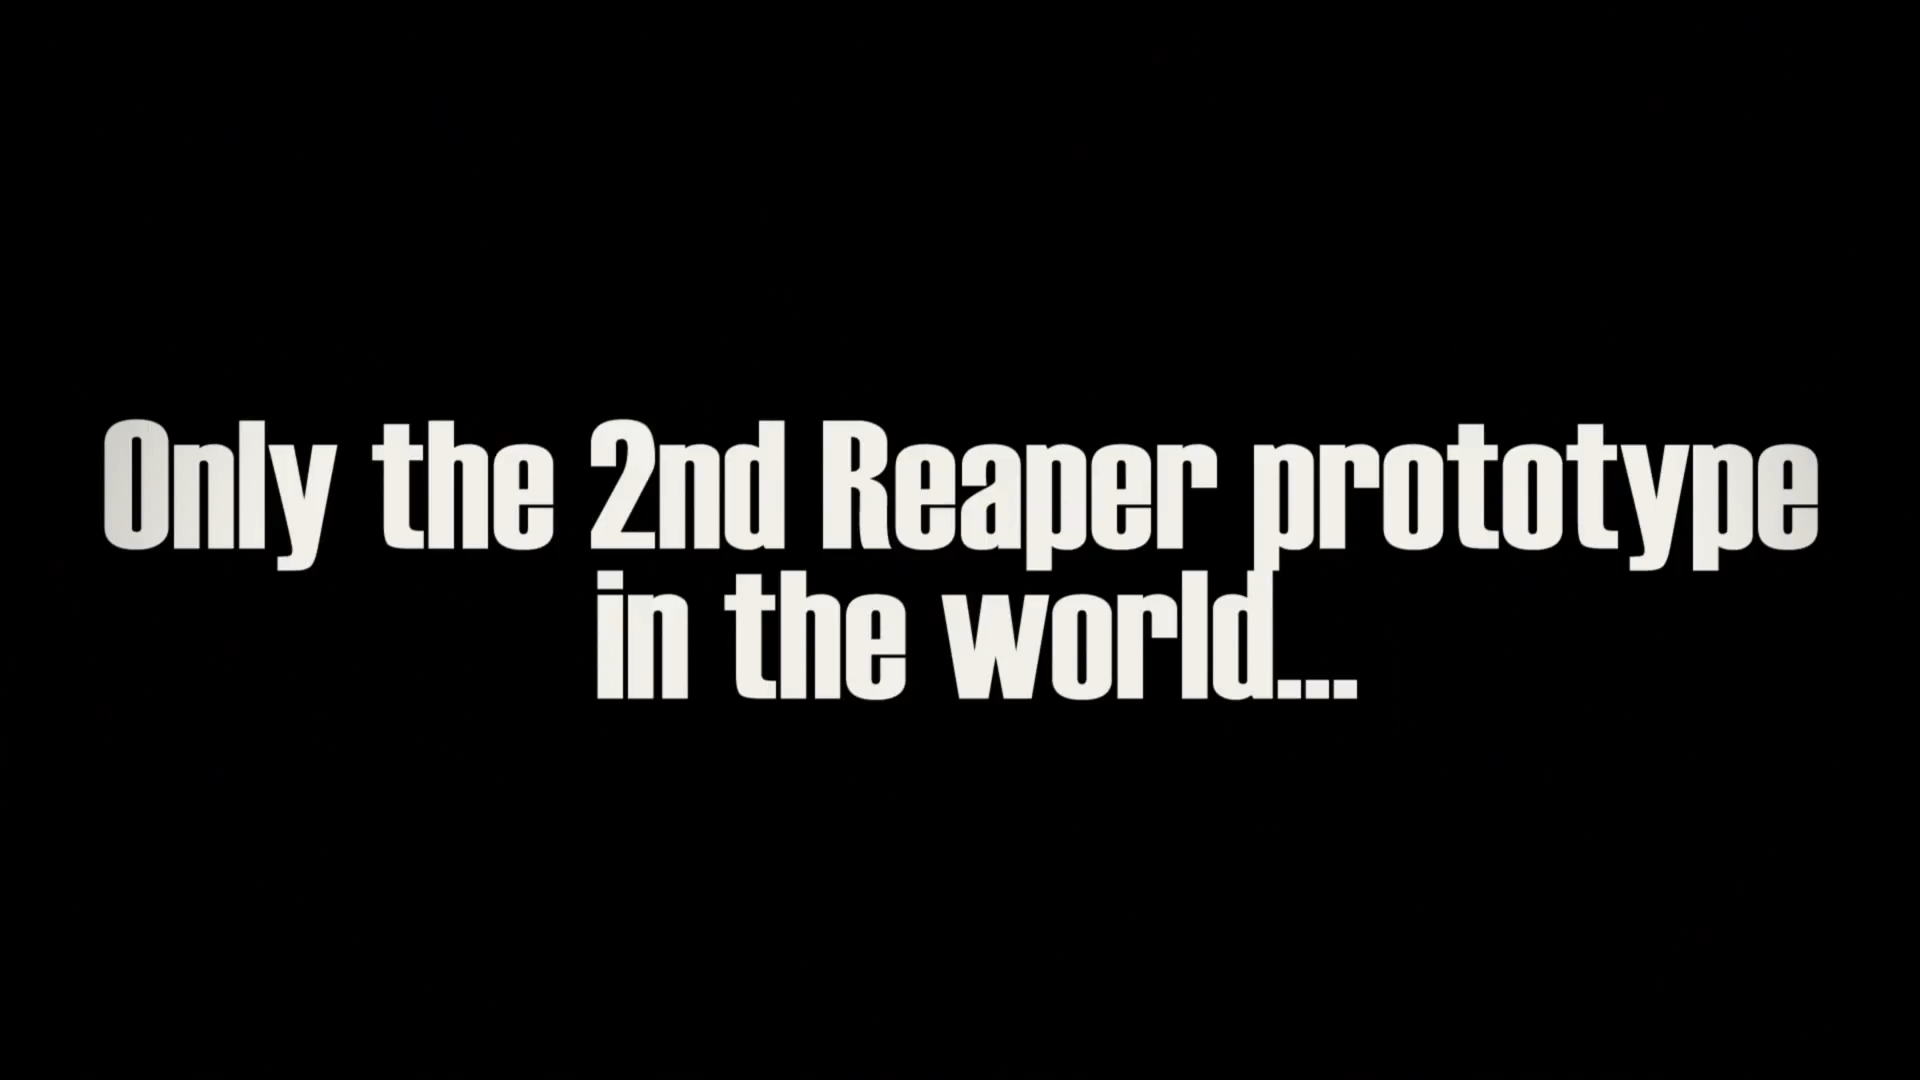 Only the 2nd Reaper prototype
in the world...